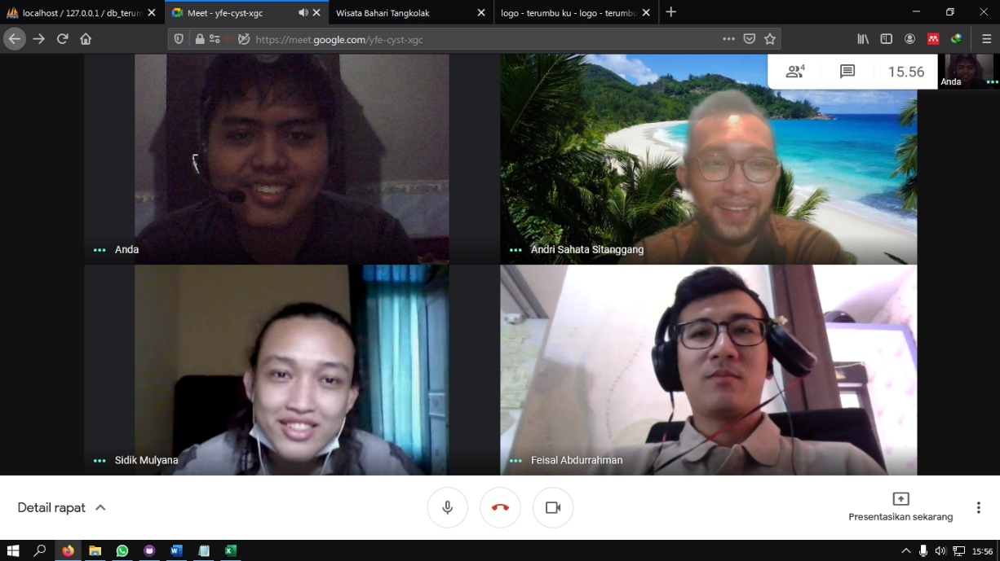 localhost / 127.0.0.1 / db_terum
Meet - yfe-cyst-xgc
Wisata Bahari Tangkolak
logo - terumbu ku - logo - terumbu
https://meet.google.com/yfe-cyst-xgc
4
15.56
Anda
Anda
Andri Sahata Sitanggang
Sidik Mulyana
Feisal Abdurrahman
Detail rapat
Presentasikan sekarang
15:56